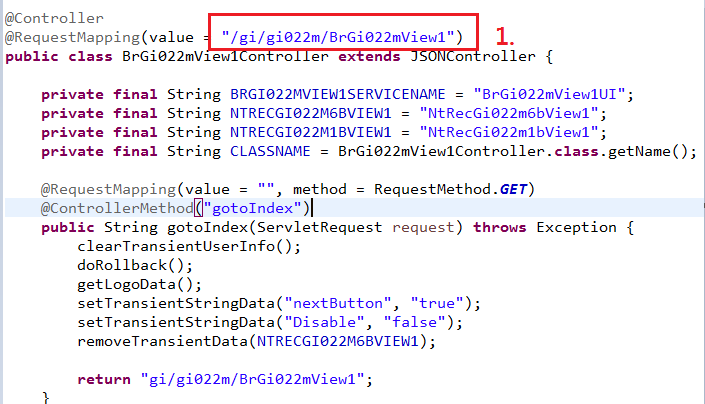 @Controller
@RequestMapping(value = "/gi/gi022m/BrGi022mView1") 1.
public class BrGi022mView1Controller extends JSONController {
private final String BRGI022MVIEW1SERVICENAME = "BrGi022mView1UI";
private final String NTRECGI022M6BVIEW1 = "NtRecGi022m6bView1";
private final String NTRECGI022M1BVIEW1 = "NtRecGi022m1bView1";
private final String CLASSNAME = BrGi022mView1Controller.class.getName();
@RequestMapping(value = "", method = RequestMethod.GET)
@ControllerMethod("gotoIndex")
public String gotoIndex(ServletRequest request) throws Exception {
clearTransientUserInfo();
doRollback();
getLogoData();
setTransientStringData("nextButton", "true");
setTransientStringData("Disable", "false");
removeTransientData(NTRECGI022M6BVIEW1);
return "gi/gi022m/BrGi022mView1";
}